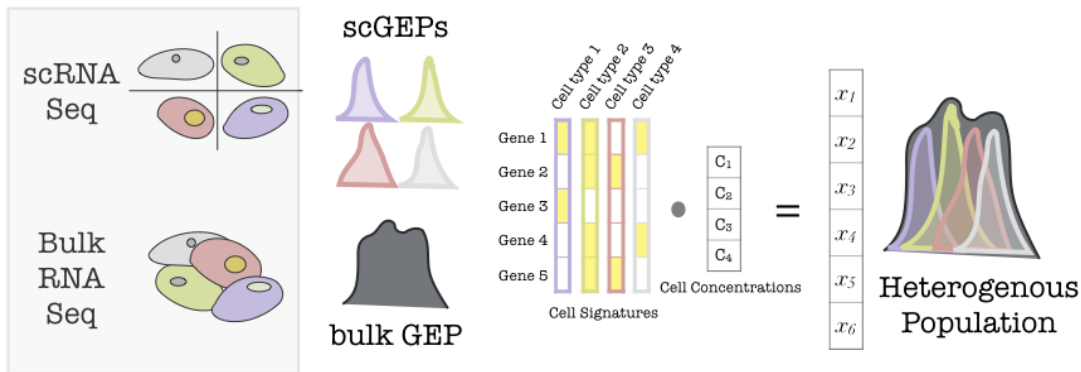 scRNA
Seq
Bulk
RNA
Seq
scGEPs
bulk GEP
Cell type 1
Cell type 2
Cell type 3
Cell type 4
Gene 1
Gene 2
Gene 3
Gene 4
Gene 5
Cell Signatures
C1
C2
C3
C4
Cell Concentrations
=
x1
x2
x3
x4
x5
x6
Heterogenous
Population